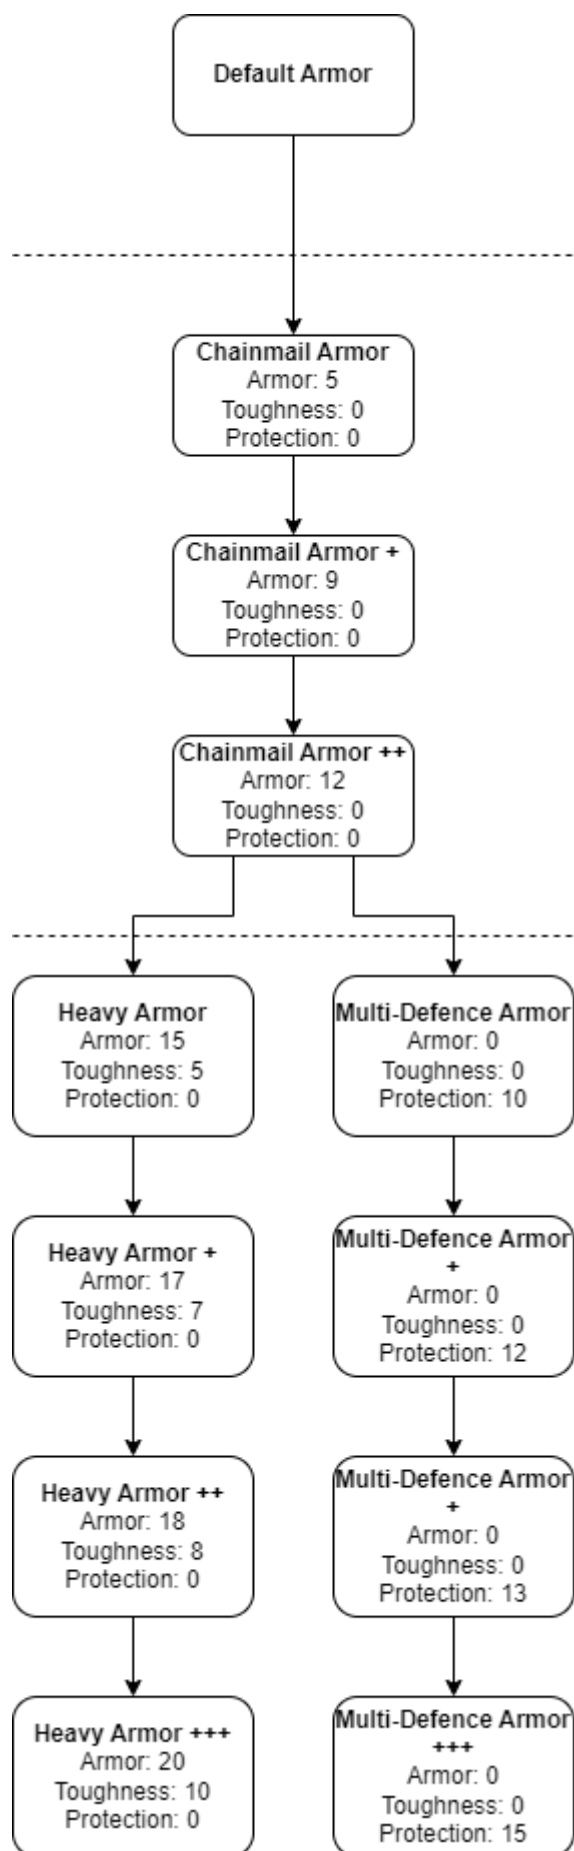 Default Armor
Chainmail Armor
Armor: 5
Toughness: 0
Protection: 0
Chainmail Armor +
Armor: 9
Toughness: 0
Protection: 0
Chainmail Armor ++
Armor: 12
Toughness: 0
Protection: 0
Heavy Armor
Armor: 15
Toughness: 5
Protection: 0
Multi-Defence Armor
Armor: 0
Toughness: 0
Protection: 10
Heavy Armor +
Armor: 17
Toughness: 7
Protection: 0
Multi-Defence Armor
+
Armor: 0
Toughness: 0
Protection: 12
Heavy Armor ++
Armor: 18
Toughness: 8
Protection: 0
Multi-Defence Armor
+
Armor: 0
Toughness: 0
Protection: 13
Heavy Armor +++
Armor: 20
Toughness: 10
Protection: 0
Multi-Defence Armor
+++
Armor: 0
Toughness: 0
Protection: 15